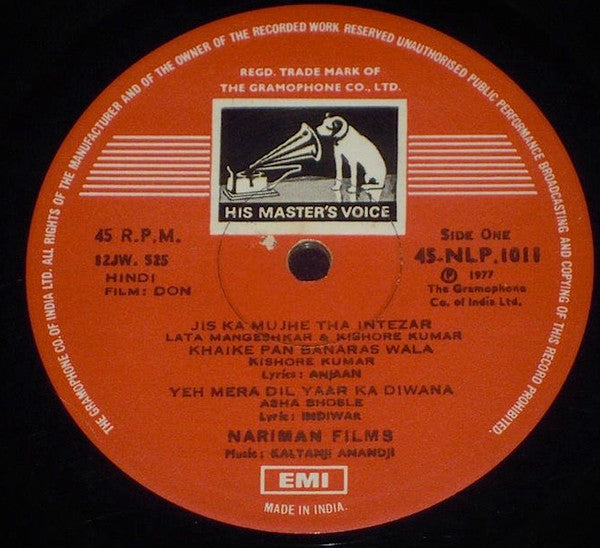 THE GRAMOPHONE CO. OF INDIA LTD. ALL RIGHTS OF THE MANUFACTURER AND OF THE OWNER OF THE RECORDED WORK RESERVED UNAUTHORISED PUBLIC PERFORMANCE BROADCASTING AND COPYING OF THIS RECORD PROHIBITED.
REGD. TRADE MARK OF
THE GRAMOPHONE CO., LTD.
HIS MASTER'S VOICE
45 R.P.M.
12JW. 525
HINDI
FILM: DON
SIDE ONE
45-NLP.1011
Ⓟ 1977
The Gramophone
Co. of India Ltd.
JIS KA MUJHE THA INTEZAR
LATA MANGESHKAR & KISHORE KUMAR
KHAIKE PAN BANARAS WALA
KISHORE KUMAR
Lyrics: ANJAAN
YEH MERA DIL YAAR KA DIWANA
ASHA BHOSLE
Lyric: INDIWAR
NARIMAN FILMS
Music: KALYANJI ANANDJI
EMI
MADE IN INDIA.